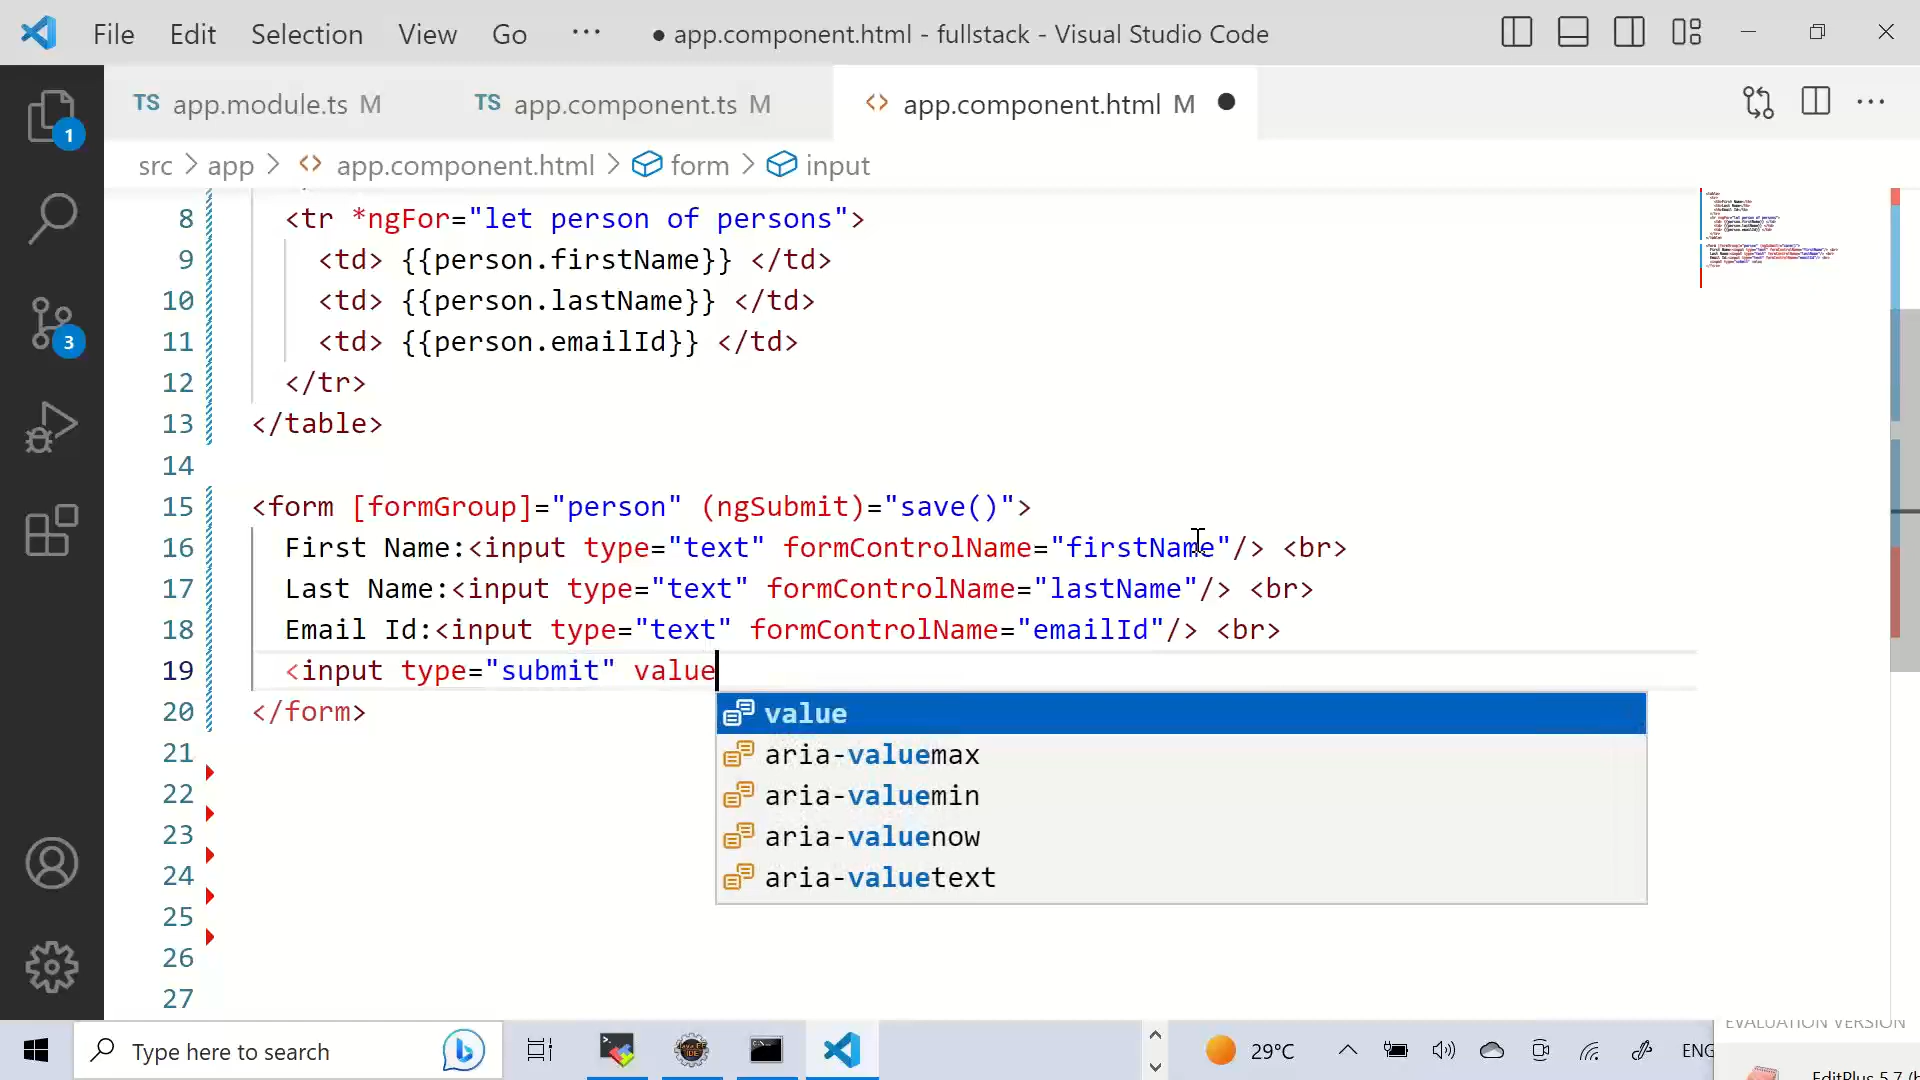 File Edit Selection View Go ··· ● app.component.html - fullstack - Visual Studio Code
TS app.module.ts M TS app.component.ts M <> app.component.html M ●
src > app > <> app.component.html > form > input
1
3
8 <tr *ngFor="let person of persons">
9 <td> {{person.firstName}} </td>
10 <td> {{person.lastName}} </td>
11 <td> {{person.emailId}} </td>
12 </tr>
13 </table>
14
15 <form [formGroup]="person" (ngSubmit)="save()">
16 First Name:<input type="text" formControlName="firstName"/> <br>
17 Last Name:<input type="text" formControlName="lastName"/> <br>
18 Email Id:<input type="text" formControlName="emailId"/> <br>
19 <input type="submit" value
20 </form>
value
aria-valuemax
aria-valuemin
aria-valuenow
aria-valuetext
21
22
23
24
25
26
27
Type here to search
29°C
ENG
EVALUATION VERSION
EditPlus 5.7